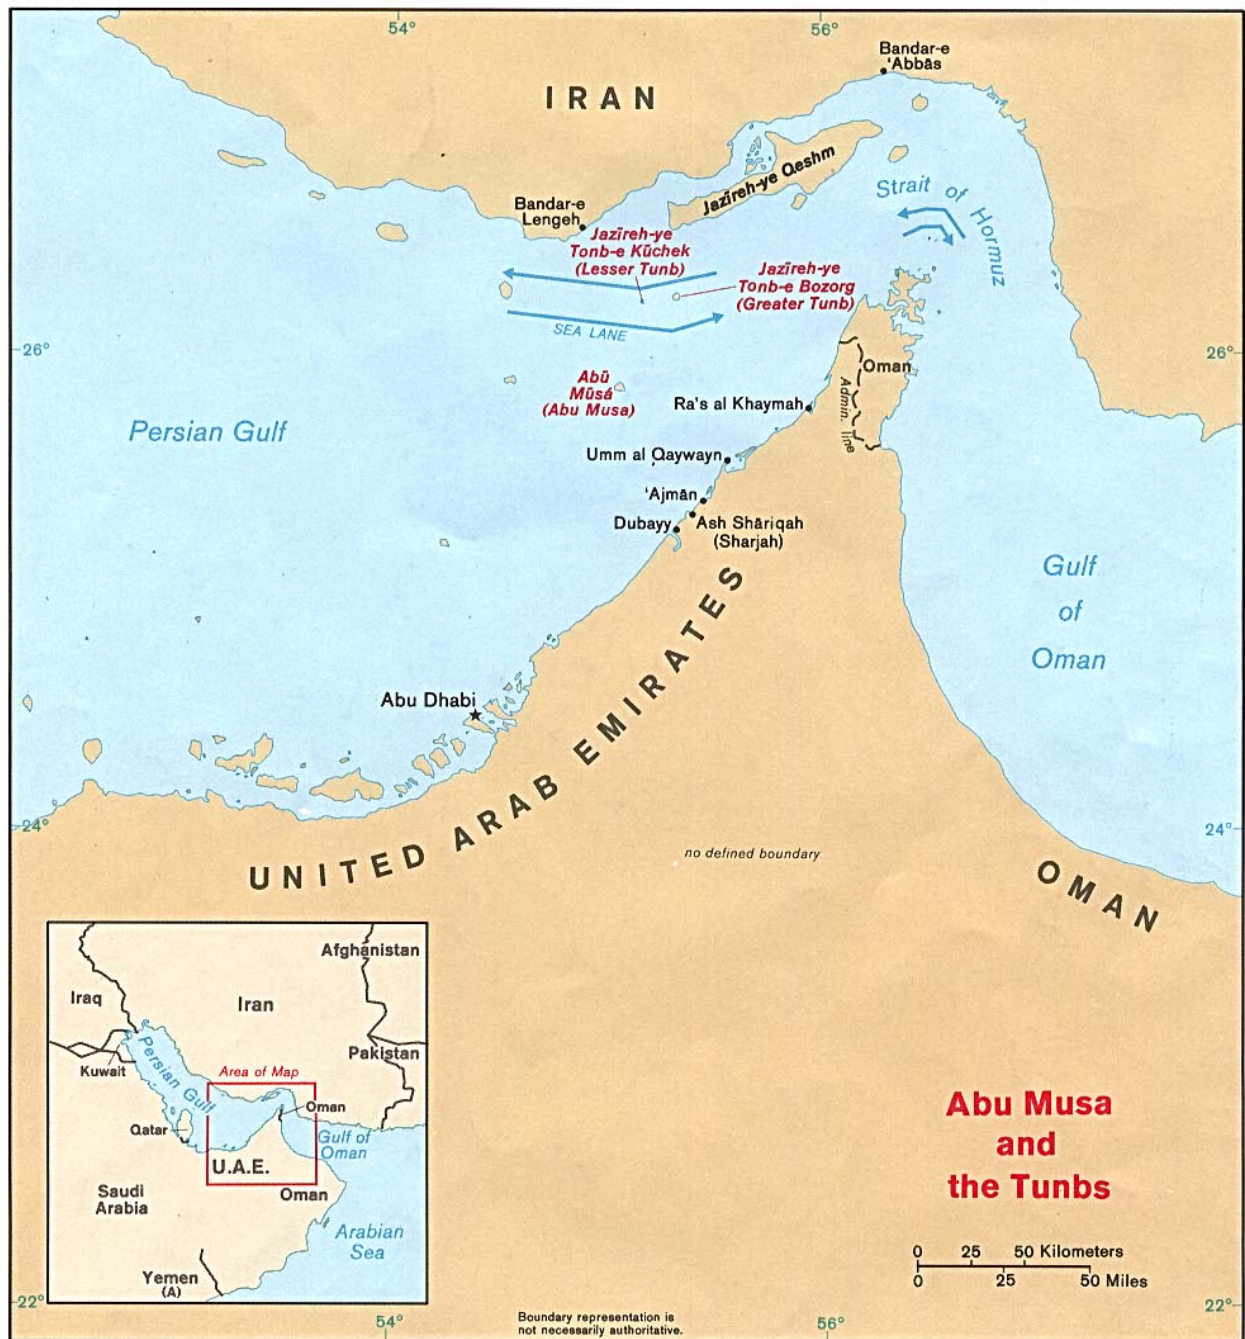 54°
56°
Bandar-e
'Abbās
IRAN
Jazīreh-ye Qeshm
Strait of Hormuz
Bandar-e
Lengeh
Jazīreh-ye
Tonb-e Kūchek
(Lesser Tunb)
Jazīreh-ye
Tonb-e Bozorg
(Greater Tunb)
SEA LANE
26°
26°
Oman
Admin. line
Abū
Mūsá
(Abu Musa)
Ra's al Khaymah
Persian Gulf
Umm al Qaywayn
'Ajmān
Dubayy
Ash Shāriqah
(Sharjah)
Gulf
of
Oman
Abu Dhabi
UNITED ARAB EMIRATES
24°
24°
no defined boundary
OMAN
Afghanistan
Iraq
Iran
Pakistan
Kuwait
Persian Gulf
Area of Map
Oman
Qatar
Gulf of
Oman
U.A.E.
Saudi
Arabia
Oman
Arabian
Sea
Yemen
(A)
Abu Musa
and
the Tunbs
0 25 50 Kilometers
0 25 50 Miles
22°
22°
54°
56°
Boundary representation is
not necessarily authoritative.